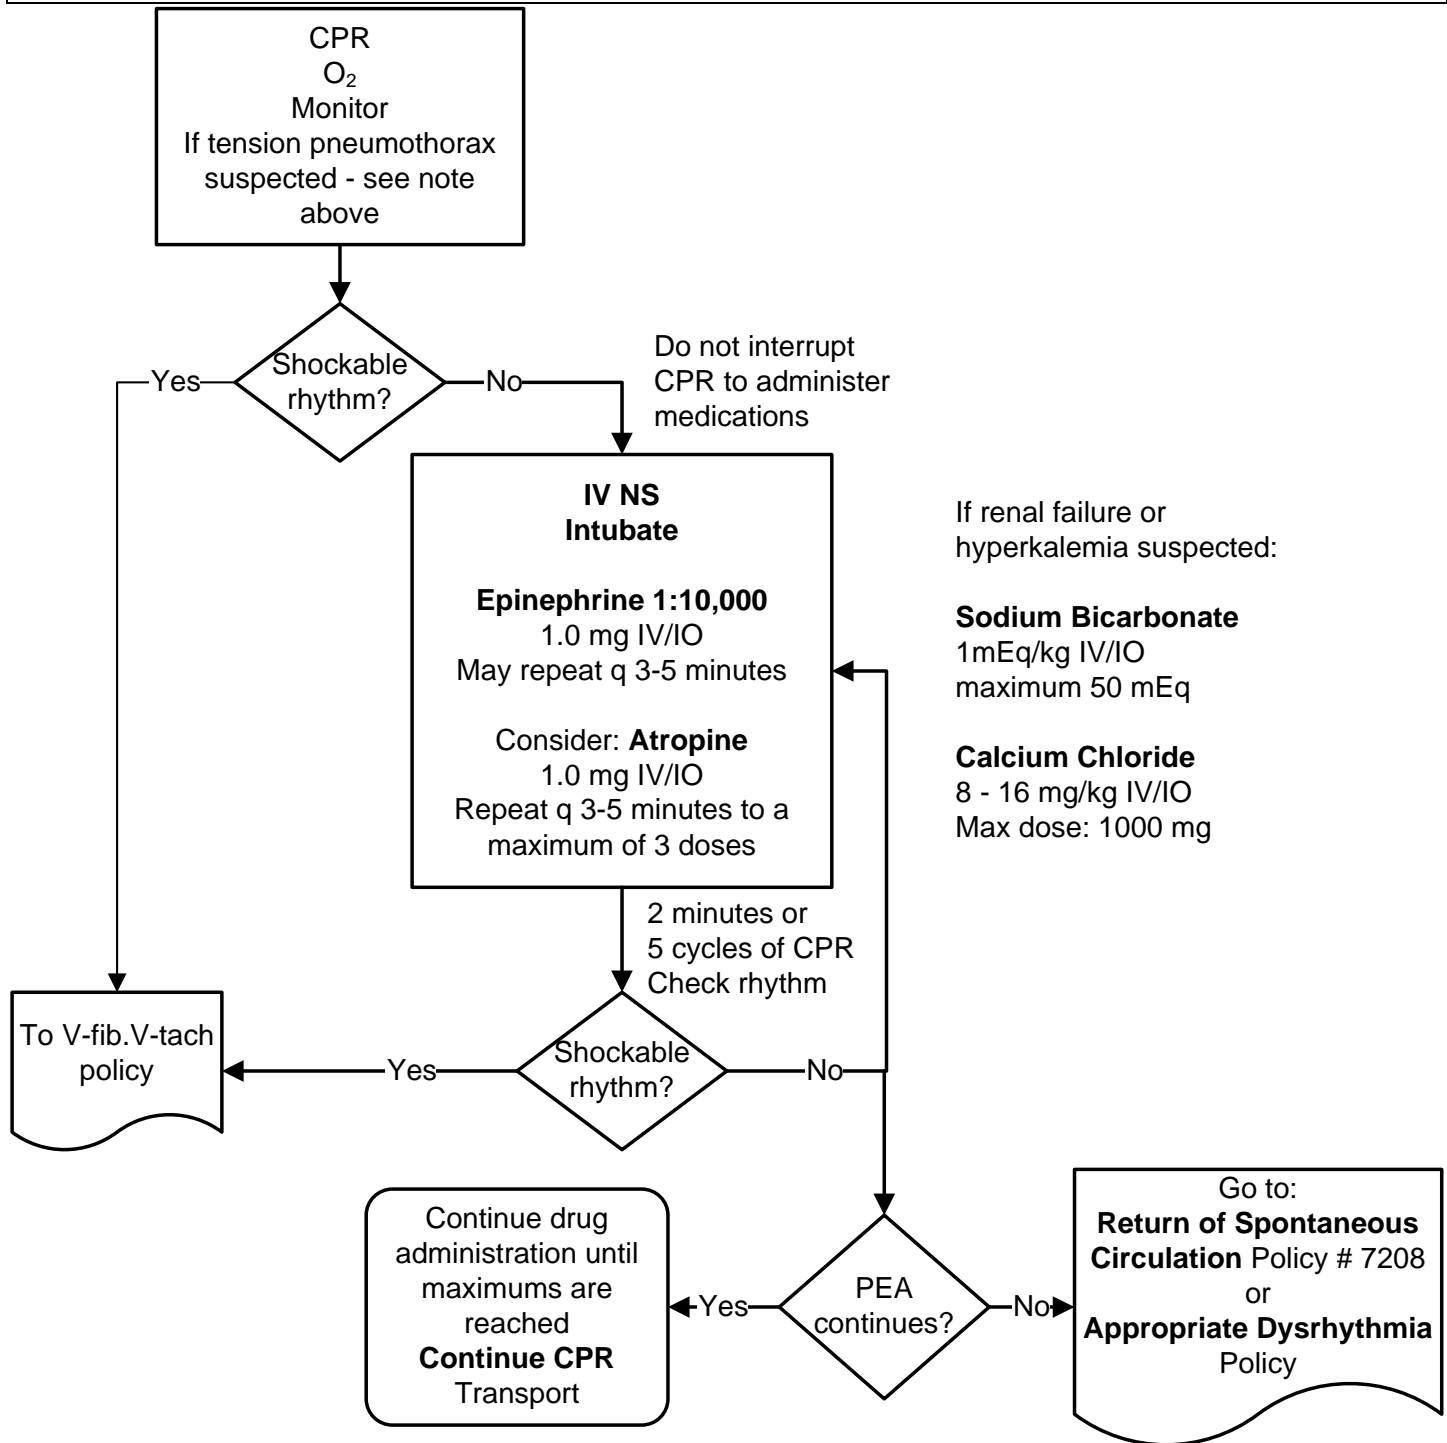 CPR
O₂
Monitor
If tension pneumothorax
suspected - see note
above
Shockable
rhythm?
Yes
No
Do not interrupt
CPR to administer
medications
IV NS
Intubate
Epinephrine 1:10,000
1.0 mg IV/IO
May repeat q 3-5 minutes
Consider: Atropine
1.0 mg IV/IO
Repeat q 3-5 minutes to a
maximum of 3 doses
If renal failure or
hyperkalemia suspected:
Sodium Bicarbonate
1mEq/kg IV/IO
maximum 50 mEq
Calcium Chloride
8 - 16 mg/kg IV/IO
Max dose: 1000 mg
2 minutes or
5 cycles of CPR
Check rhythm
To V-fib.V-tach
policy
Yes
Shockable
rhythm?
No
Continue drug
administration until
maximums are
reached
Continue CPR
Transport
Yes
PEA
continues?
No
Go to:
Return of Spontaneous
Circulation Policy # 7208
or
Appropriate Dysrhythmia
Policy